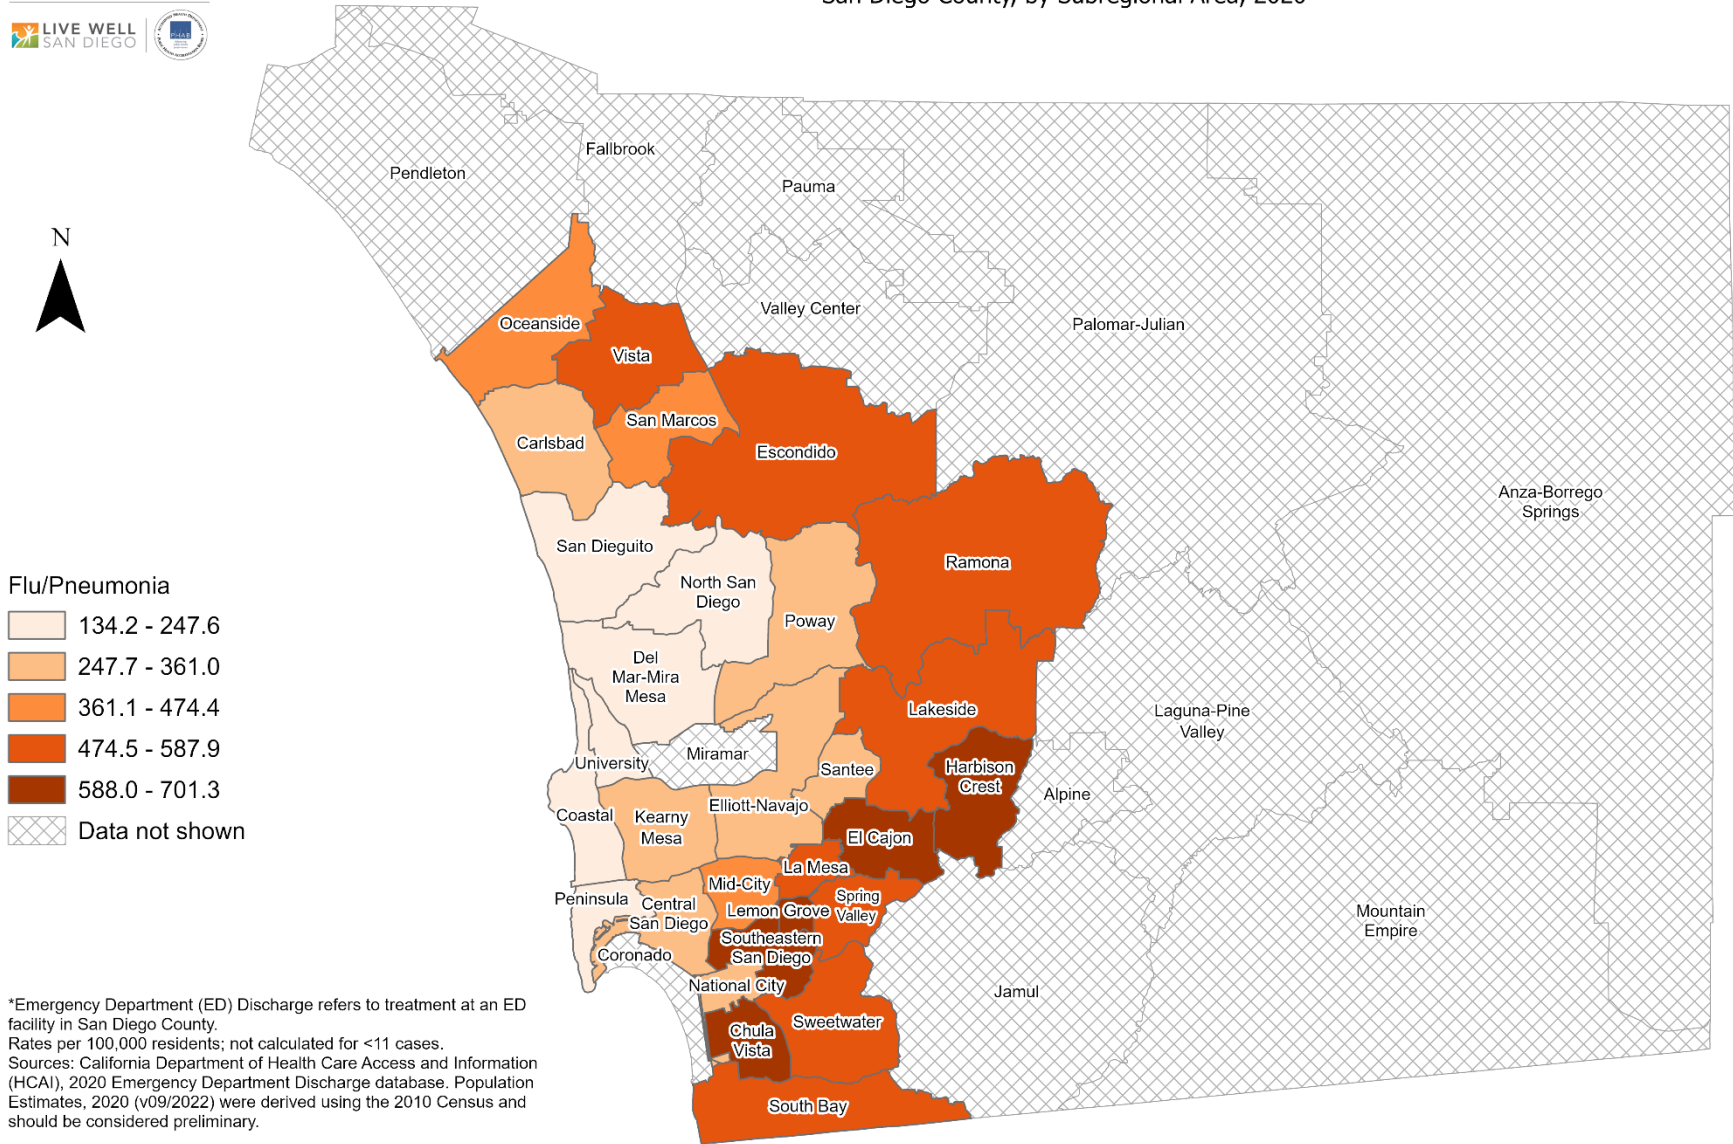 San Diego County, by Subregional Area, 2020
LIVE WELL
SAN DIEGO
PHAB
N
Fallbrook
Pendleton
Pauma
Valley Center
Palomar-Julian
Oceanside
Vista
San Marcos
Carlsbad
Escondido
Anza-Borrego
Springs
San Dieguito
Ramona
North San
Diego
Poway
Del
Mar-Mira
Mesa
Lakeside
Laguna-Pine
Valley
Miramar
University
Santee
Harbison
Crest
Alpine
Elliott-Navajo
Coastal
Kearny
Mesa
El Cajon
La Mesa
Mid-City
Peninsula
Central
San Diego
Spring
Valley
Lemon Grove
Mountain
Empire
Southeastern
San Diego
Coronado
National City
Jamul
Sweetwater
Chula
Vista
South Bay
Flu/Pneumonia
134.2 - 247.6
247.7 - 361.0
361.1 - 474.4
474.5 - 587.9
588.0 - 701.3
Data not shown
*Emergency Department (ED) Discharge refers to treatment at an ED
facility in San Diego County.
Rates per 100,000 residents; not calculated for <11 cases.
Sources: California Department of Health Care Access and Information
(HCAI), 2020 Emergency Department Discharge database. Population
Estimates, 2020 (v09/2022) were derived using the 2010 Census and
should be considered preliminary.